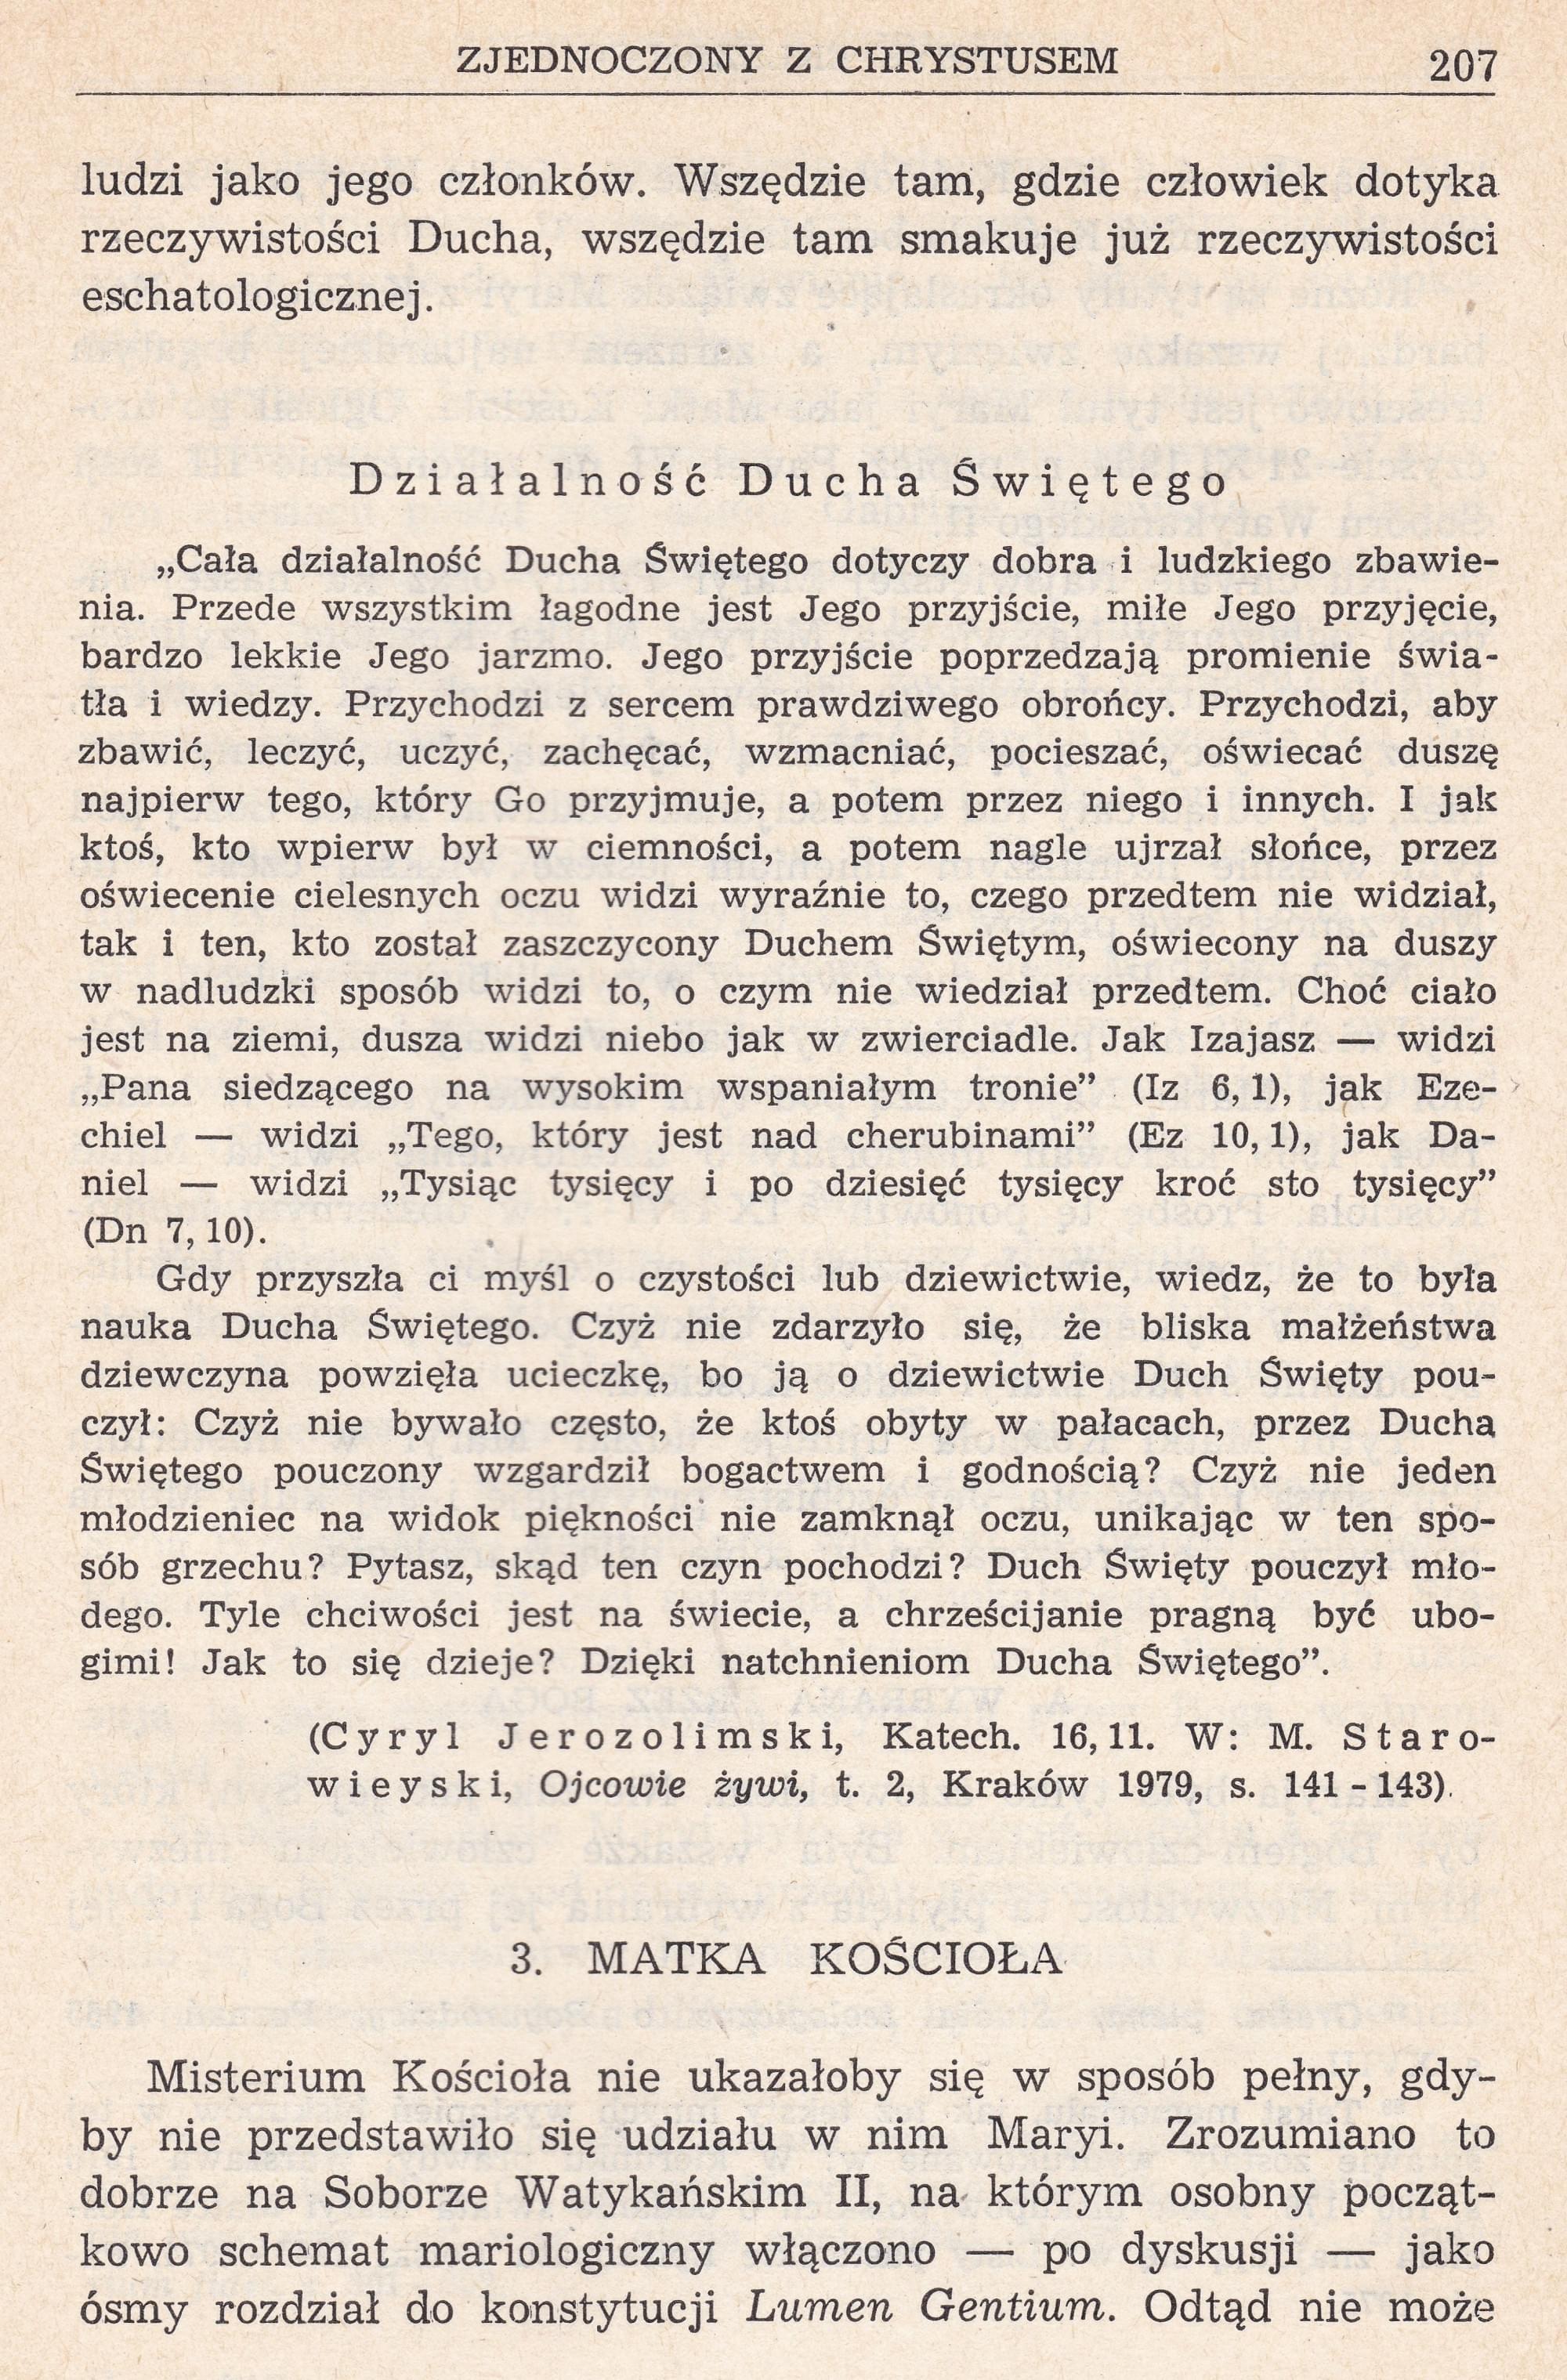 ZJEDNOCZONY Z CHRYSTUSEM 207
ludzi jako jego członków. Wszędzie tam, gdzie człowiek dotyka
rzeczywistości Ducha, wszędzie tam smakuje już rzeczywistości
eschatologicznej.
Działalność Ducha Świętego
„Cała działalność Ducha Świętego dotyczy dobra i ludzkiego zbawie-
nia. Przede wszystkim łagodne jest Jego przyjście, miłe Jego przyjęcie,
bardzo lekkie Jego jarzmo. Jego przyjście poprzedzają promienie świa-
tła i wiedzy. Przychodzi z sercem prawdziwego obrońcy. Przychodzi, aby
zbawić, leczyć, uczyć, zachęcać, wzmacniać, pocieszać, oświecać duszę
najpierw tego, który Go przyjmuje, a potem przez niego i innych. I jak
ktoś, kto wpierw był w ciemności, a potem nagle ujrzał słońce, przez
oświecenie cielesnych oczu widzi wyraźnie to, czego przedtem nie widział,
tak i ten, kto został zaszczycony Duchem Świętym, oświecony na duszy
w nadludzki sposób widzi to, o czym nie wiedział przedtem. Choć ciało
jest na ziemi, dusza widzi niebo jak w zwierciadle. Jak Izajasz — widzi
„Pana siedzącego na wysokim wspaniałym tronie” (Iz 6, 1), jak Eze-
chiel — widzi „Tego, który jest nad cherubinami” (Ez 10, 1), jak Da-
niel — widzi „Tysiąc tysięcy i po dziesięć tysięcy kroć sto tysięcy”
(Dn 7, 10).
Gdy przyszła ci myśl o czystości lub dziewictwie, wiedz, że to była
nauka Ducha Świętego. Czyż nie zdarzyło się, że bliska małżeństwa
dziewczyna powzięła ucieczkę, bo ją o dziewictwie Duch Święty pou-
czył: Czyż nie bywało często, że ktoś obyty w pałacach, przez Ducha
Świętego pouczony wzgardził bogactwem i godnością? Czyż nie jeden
młodzieniec na widok piękności nie zamknął oczu, unikając w ten spo-
sób grzechu? Pytasz, skąd ten czyn pochodzi? Duch Święty pouczył mło-
dego. Tyle chciwości jest na świecie, a chrześcijanie pragną być ubo-
gimi! Jak to się dzieje? Dzięki natchnieniom Ducha Świętego”.
(Cyryl Jerozolimski, Katech. 16, 11. W: M. Staro-
wieyski, Ojcowie żywi, t. 2, Kraków 1979, s. 141 - 143).
3. MATKA KOŚCIOŁA
Misterium Kościoła nie ukazałoby się w sposób pełny, gdy-
by nie przedstawiło się udziału w nim Maryi. Zrozumiano to
dobrze na Soborze Watykańskim II, na którym osobny począt-
kowo schemat mariologiczny włączono — po dyskusji — jako
ósmy rozdział do konstytucji Lumen Gentium. Odtąd nie może